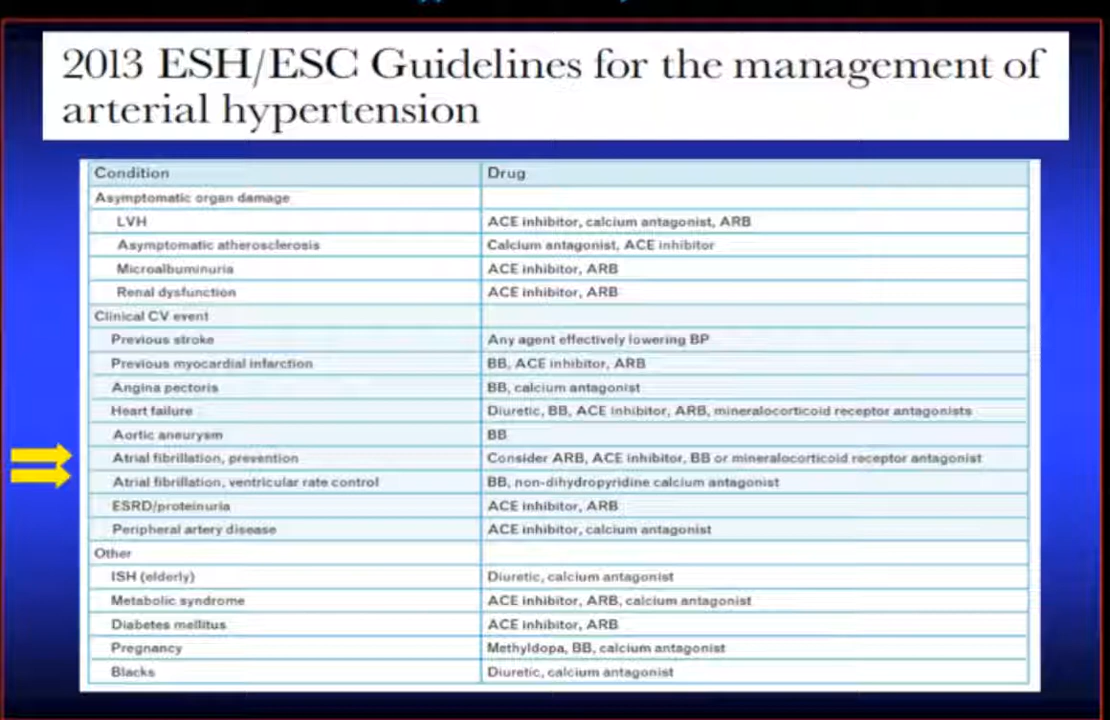 2013 ESH/ESC Guidelines for the management of
arterial hypertension
Condition Drug
Asymptomatic organ damage
LVH ACE inhibitor, calcium antagonist, ARB
Asymptomatic atherosclerosis Calcium antagonist, ACE inhibitor
Microalbuminuria ACE inhibitor, ARB
Renal dysfunction ACE inhibitor, ARB
Clinical CV event
Previous stroke Any agent effectively lowering BP
Previous myocardial infarction BB, ACE inhibitor, ARB
Angina pectoris BB, calcium antagonist
Heart failure Diuretic, BB, ACE inhibitor, ARB, mineralocorticoid receptor antagonists
Aortic aneurysm BB
Atrial fibrillation, prevention Consider ARB, ACE inhibitor, BB or mineralocorticoid receptor antagonist
Atrial fibrillation, ventricular rate control BB, non-dihydropyridine calcium antagonist
ESRD/proteinuria ACE inhibitor, ARB
Peripheral artery disease ACE inhibitor, calcium antagonist
Other
ISH (elderly) Diuretic, calcium antagonist
Metabolic syndrome ACE inhibitor, ARB, calcium antagonist
Diabetes mellitus ACE inhibitor, ARB
Pregnancy Methyldopa, BB, calcium antagonist
Blacks Diuretic, calcium antagonist